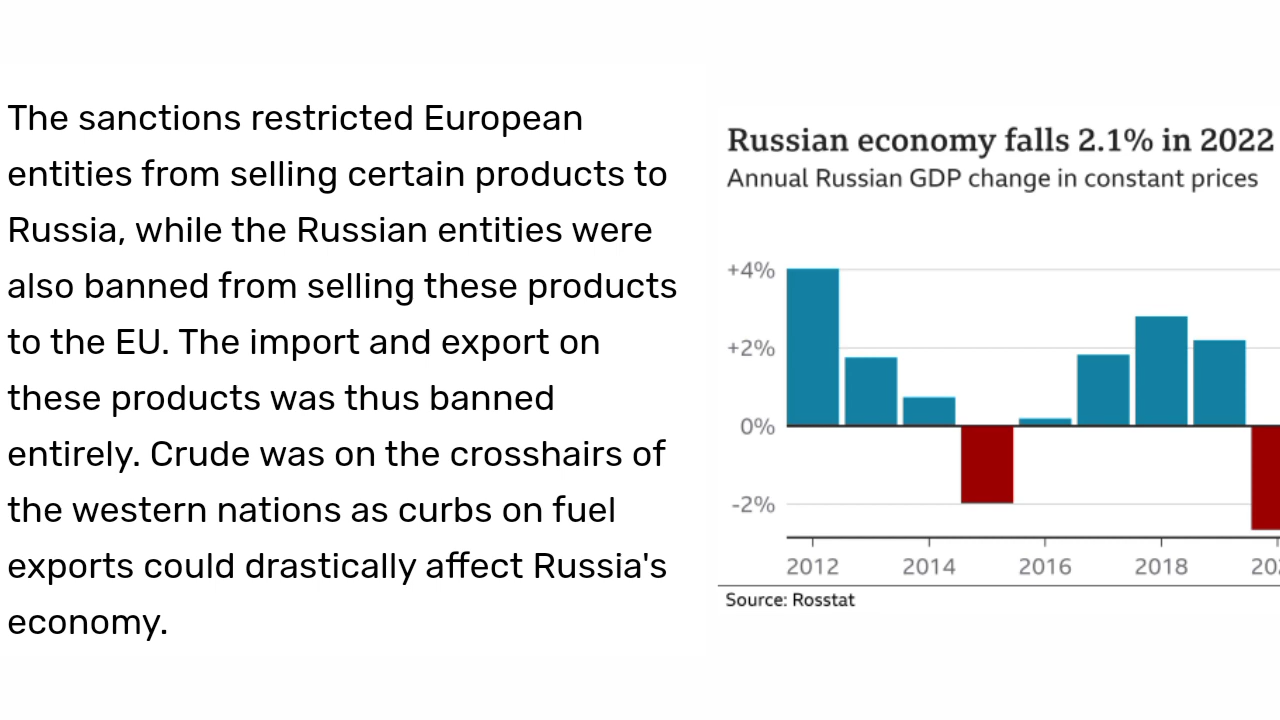 The sanctions restricted European
entities from selling certain products to
Russia, while the Russian entities were
also banned from selling these products
to the EU. The import and export on
these products was thus banned
entirely. Crude was on the crosshairs of
the western nations as curbs on fuel
exports could drastically affect Russia's
economy.
Russian economy falls 2.1% in 2022
Annual Russian GDP change in constant prices
+4%
+2%
0%
-2%
2012 2014 2016 2018
Source: Rosstat